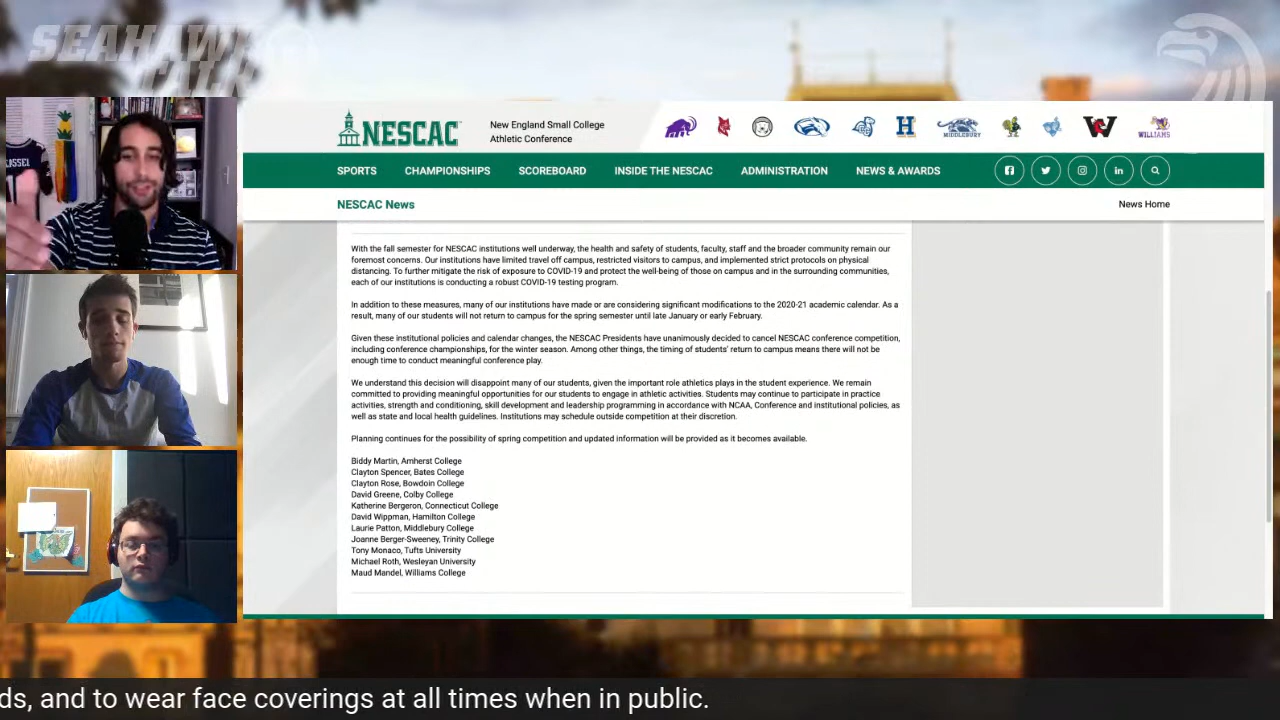 SEAHAWK
TALK
KISSEL
NESCAC
New England Small College
Athletic Conference
H
MIDDLEBURY
W
WILLIAMS
SPORTS CHAMPIONSHIPS SCOREBOARD INSIDE THE NESCAC ADMINISTRATION NEWS & AWARDS
NESCAC News
News Home
With the fall semester for NESCAC institutions well underway, the health and safety of students, faculty, staff and the broader community remain our
foremost concerns. Our institutions have limited travel off campus, restricted visitors to campus, and implemented strict protocols on physical
distancing. To further mitigate the risk of exposure to COVID-19 and protect the well-being of those on campus and in the surrounding communities,
each of our institutions is conducting a robust COVID-19 testing program.
In addition to these measures, many of our institutions have made or are considering significant modifications to the 2020-21 academic calendar. As a
result, many of our students will not return to campus for the spring semester until late January or early February.
Given these institutional policies and calendar changes, the NESCAC Presidents have unanimously decided to cancel NESCAC conference competition,
including conference championships, for the winter season. Among other things, the timing of students' return to campus means there will not be
enough time to conduct meaningful conference play.
We understand this decision will disappoint many of our students, given the important role athletics plays in the student experience. We remain
committed to providing meaningful opportunities for our students to engage in athletic activities. Students may continue to participate in practice
activities, strength and conditioning, skill development and leadership programming in accordance with NCAA, Conference and institutional policies, as
well as state and local health guidelines. Institutions may schedule outside competition at their discretion.
Planning continues for the possibility of spring competition and updated information will be provided as it becomes available.
Biddy Martin, Amherst College
Clayton Spencer, Bates College
Clayton Rose, Bowdoin College
David Greene, Colby College
Katherine Bergeron, Connecticut College
David Wippman, Hamilton College
Laurie Patton, Middlebury College
Joanne Berger-Sweeney, Trinity College
Tony Monaco, Tufts University
Michael Roth, Wesleyan University
Maud Mandel, Williams College
ds, and to wear face coverings at all times when in public.